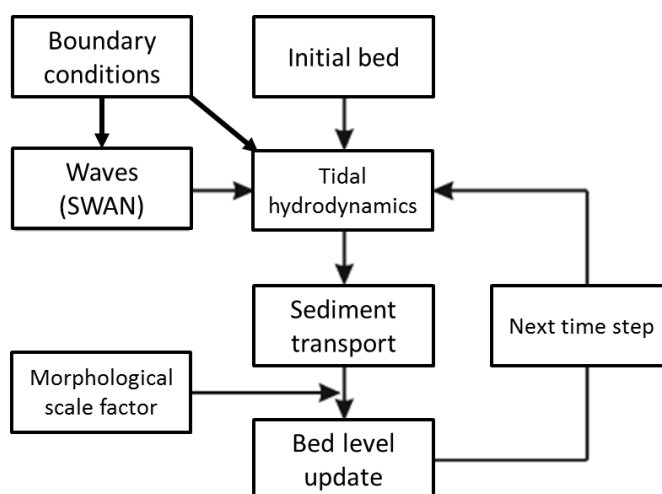 Boundary
conditions
Initial bed
Waves
(SWAN)
Tidal
hydrodynamics
Sediment
transport
Next time step
Morphological
scale factor
Bed level
update